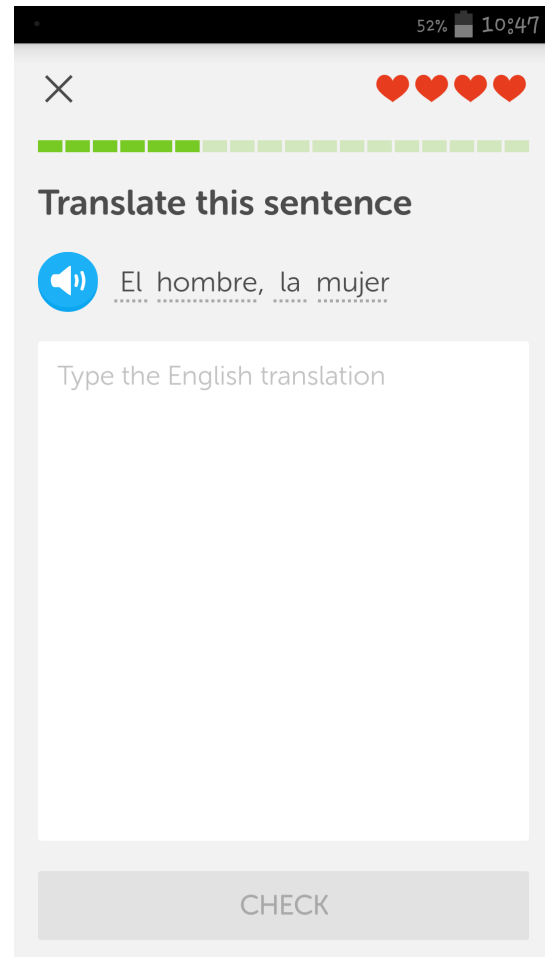 52% 10:47
Translate this sentence
El hombre, la mujer
Type the English translation
CHECK